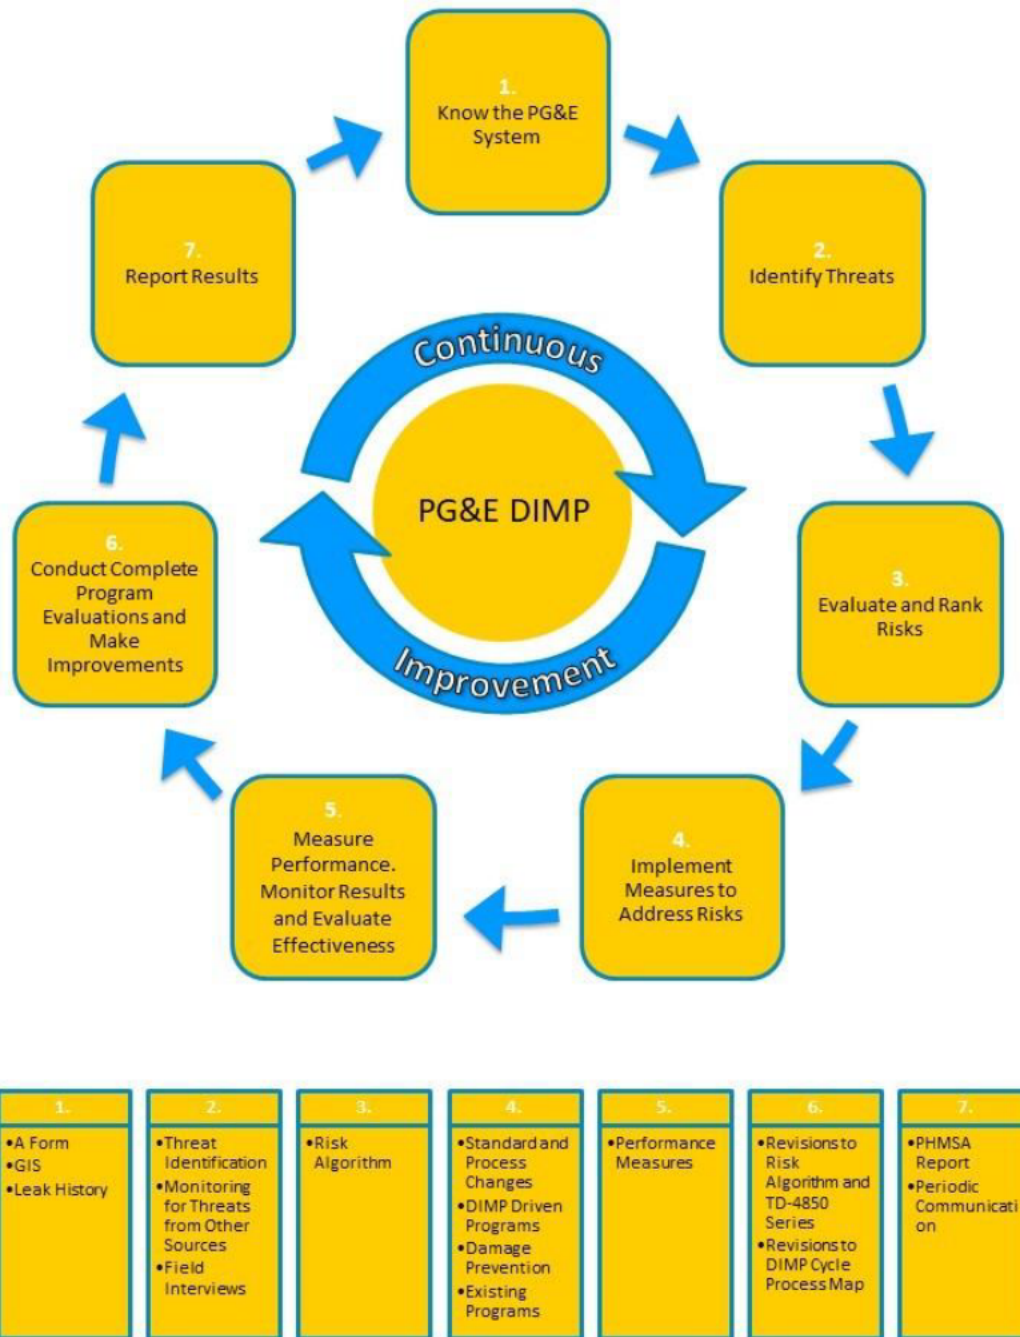 1.
Know the PG&E
System
2.
Identify Threats
3.
Evaluate and Rank
Risks
4.
Implement
Measures to
Address Risks
5.
Measure
Performance.
Monitor Results
and Evaluate
Effectiveness
6.
Conduct Complete
Program
Evaluations and
Make
Improvements
7.
Report Results
Continuous
PG&E DIMP
Improvement
1.
•A Form
•GIS
•Leak History
2.
•Threat
Identification
•Monitoring
for Threats
from Other
Sources
•Field
Interviews
3.
•Risk
Algorithm
4.
•Standard and
Process
Changes
•DIMP Driven
Programs
•Damage
Prevention
•Existing
Programs
5.
•Performance
Measures
6.
•Revisions to
Risk
Algorithm and
TD-4850
Series
•Revisions to
DIMP Cycle
Process Map
7.
•PHMSA
Report
•Periodic
Communicati
on